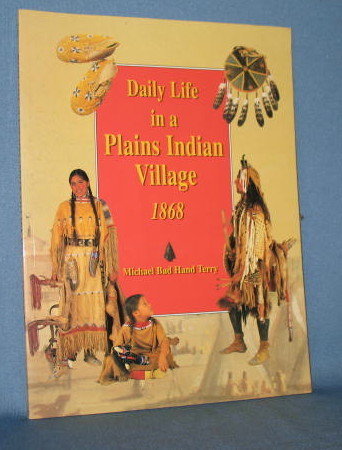 Daily Life
in a
Plains Indian
Village
1868
Michael Bad Hand Terry